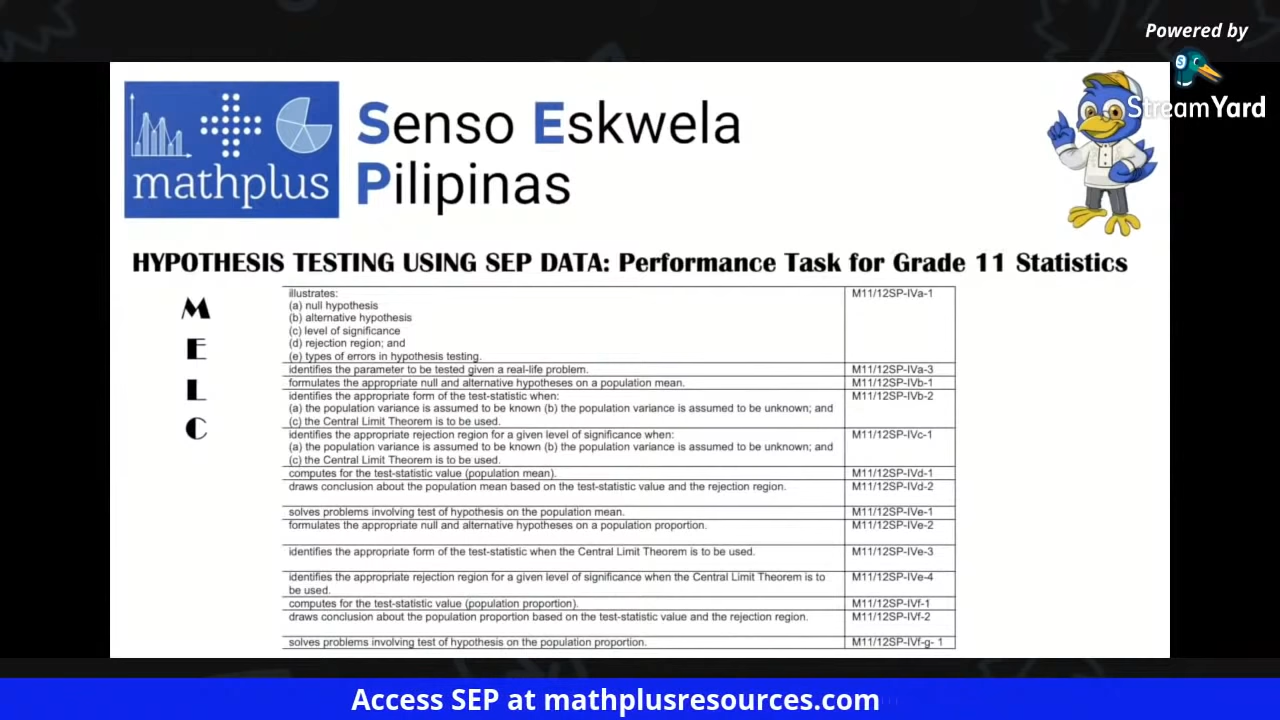 Powered by
StreamYard
mathplus
Senso Eskwela
Pilipinas
HYPOTHESIS TESTING USING SEP DATA: Performance Task for Grade 11 Statistics
M
E
L
C
illustrates: M11/12SP-IVa-1
(a) null hypothesis
(b) alternative hypothesis
(c) level of significance
(d) rejection region; and
(e) types of errors in hypothesis testing.
identifies the parameter to be tested given a real-life problem. M11/12SP-IVa-3
formulates the appropriate null and alternative hypotheses on a population mean. M11/12SP-IVb-1
identifies the appropriate form of the test-statistic when: M11/12SP-IVb-2
(a) the population variance is assumed to be known (b) the population variance is assumed to be unknown; and
(c) the Central Limit Theorem is to be used.
identifies the appropriate rejection region for a given level of significance when: M11/12SP-IVc-1
(a) the population variance is assumed to be known (b) the population variance is assumed to be unknown; and
(c) the Central Limit Theorem is to be used.
computes for the test-statistic value (population mean). M11/12SP-IVd-1
draws conclusion about the population mean based on the test-statistic value and the rejection region. M11/12SP-IVd-2
solves problems involving test of hypothesis on the population mean. M11/12SP-IVe-1
formulates the appropriate null and alternative hypotheses on a population proportion. M11/12SP-IVe-2
identifies the appropriate form of the test-statistic when the Central Limit Theorem is to be used. M11/12SP-IVe-3
identifies the appropriate rejection region for a given level of significance when the Central Limit Theorem is to M11/12SP-IVe-4
be used.
computes for the test-statistic value (population proportion). M11/12SP-IVf-1
draws conclusion about the population proportion based on the test-statistic value and the rejection region. M11/12SP-IVf-2
solves problems involving test of hypothesis on the population proportion. M11/12SP-IVf-g- 1
Access SEP at mathplusresources.com